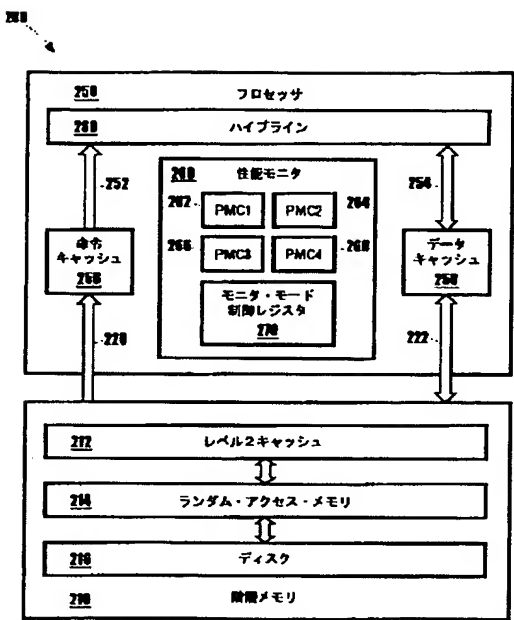 200
250 プロセッサ
280 パイプライン
252
260 性能モニタ
254
262 PMC1 PMC2 264
266 PMC3 PMC4 268
命令
キャッシュ
256
データ
キャッシュ
258
モニタ・モード
制御レジスタ
270
220
222
212 レベル2キャッシュ
214 ランダム・アクセス・メモリ
216 ディスク
210 階層メモリ